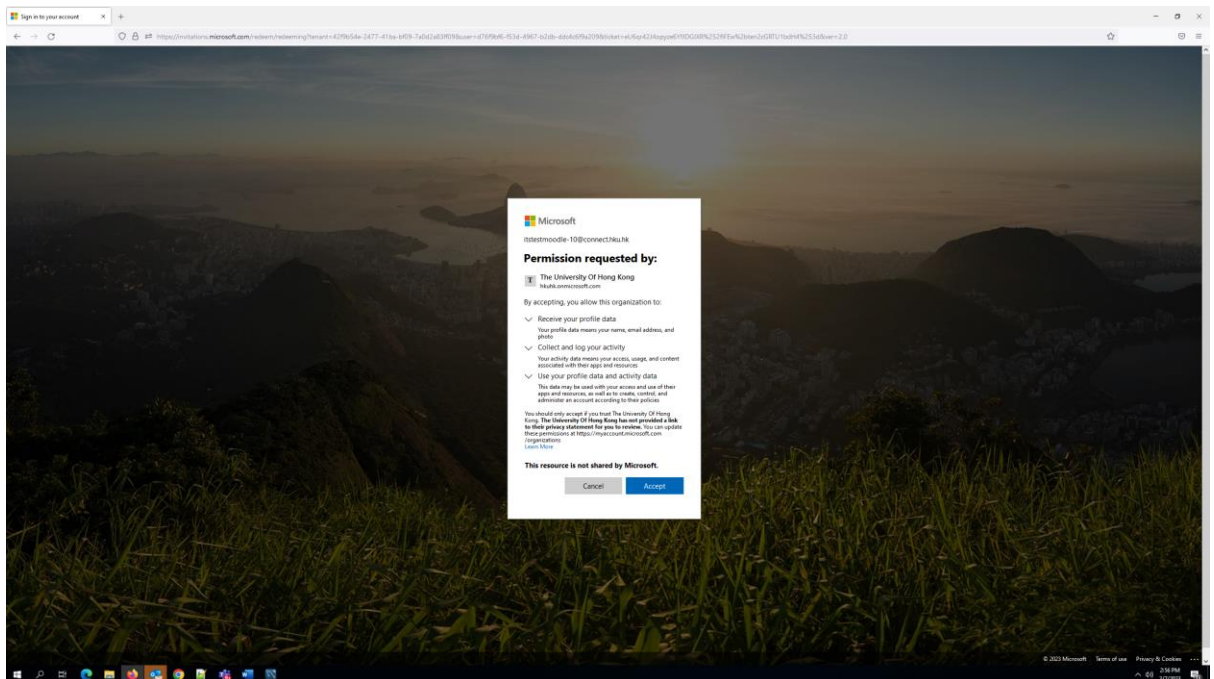 Sign in to your account
Microsoft
itstestmoodle-10@connect.hku.hk
Permission requested by:
T
The University Of Hong Kong
hkuhk.onmicrosoft.com
By accepting, you allow this organization to:
Receive your profile data
Your profile data means your name, email address, and
photo
Collect and log your activity
Your activity data means your access, usage, and content
associated with their apps and resources
Use your profile data and activity data
This data may be used with your access and use of their
apps and resources, as well as to create, control, and
administer an account according to their policies
You should only accept if you trust The University Of Hong
Kong. The University Of Hong Kong has not provided a link
to their privacy statement for you to review. You can update
these permissions at https://myaccount.microsoft.com
/organizations
Learn More
This resource is not shared by Microsoft.
Cancel Accept
© 2023 Microsoft Terms of use Privacy & Cookies ...
2:56 PM